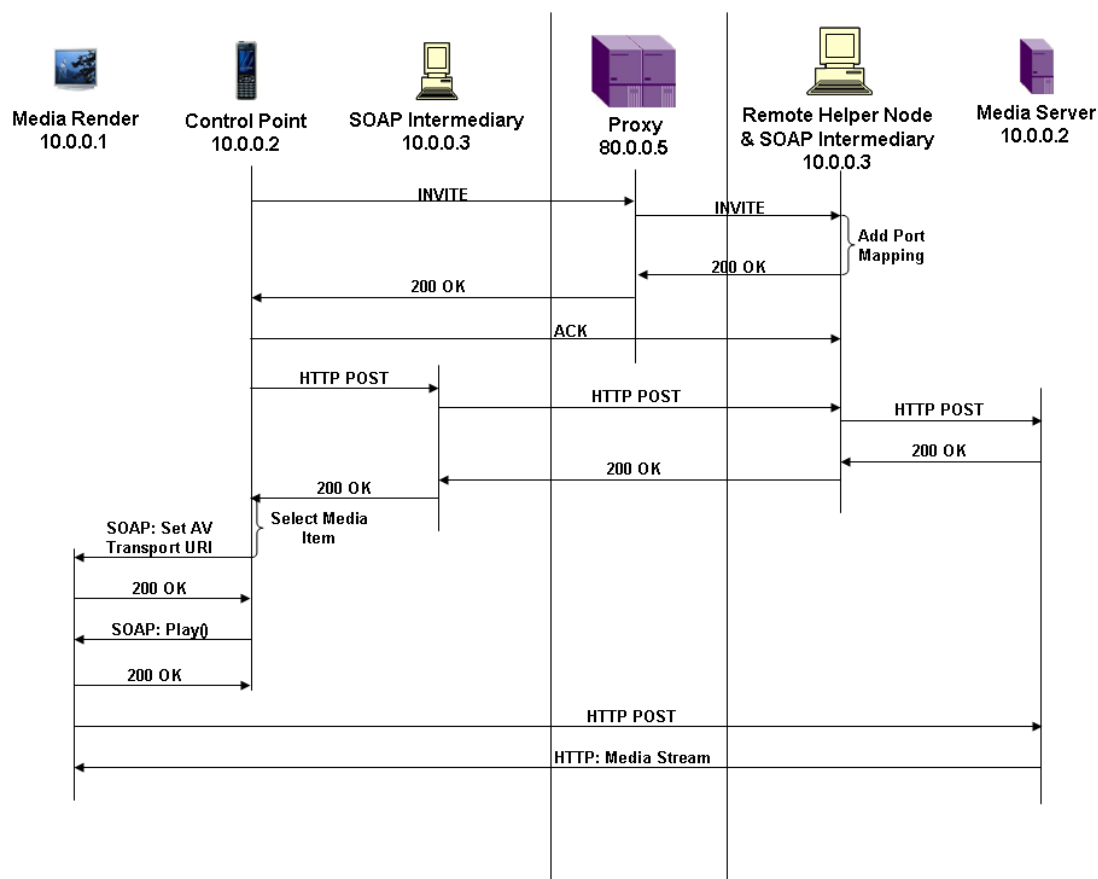 Media Render
10.0.0.1
Control Point
10.0.0.2
SOAP Intermediary
10.0.0.3
Proxy
80.0.0.5
Remote Helper Node
& SOAP Intermediary
10.0.0.3
Media Server
10.0.0.2
INVITE
INVITE
Add Port
Mapping
200 OK
200 OK
ACK
HTTP POST
HTTP POST
HTTP POST
200 OK
200 OK
200 OK
Select Media
Item
SOAP: Set AV
Transport URI
200 OK
SOAP: Play()
200 OK
HTTP POST
HTTP: Media Stream